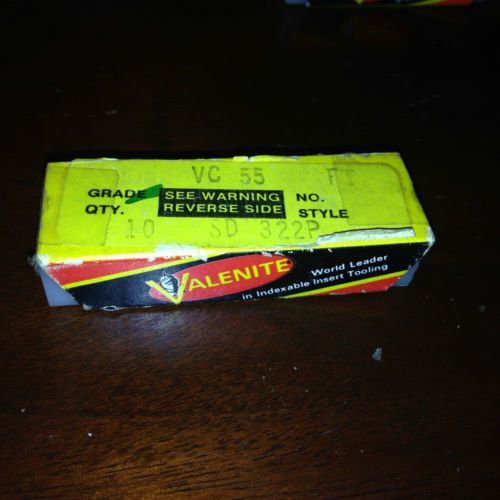 VC 55 FT
GRADE SEE WARNING NO.
QTY. REVERSE SIDE STYLE
10 SD 322P
VALENITE
World Leader
in Indexable Insert Tooling